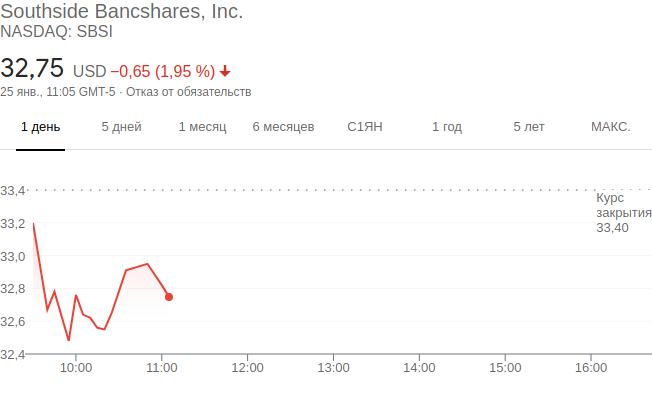 Southside Bancshares, Inc.
NASDAQ: SBSI
32,75 USD −0,65 (1,95 %)
25 янв., 11:05 GMT-5 · Отказ от обязательств
1 день 5 дней 1 месяц 6 месяцев С1ЯН 1 год 5 лет МАКС.
33,4
Курс
закрытия
33,40
33,2
33,0
32,8
32,6
32,4
10:00 11:00 12:00 13:00 14:00 15:00 16:00